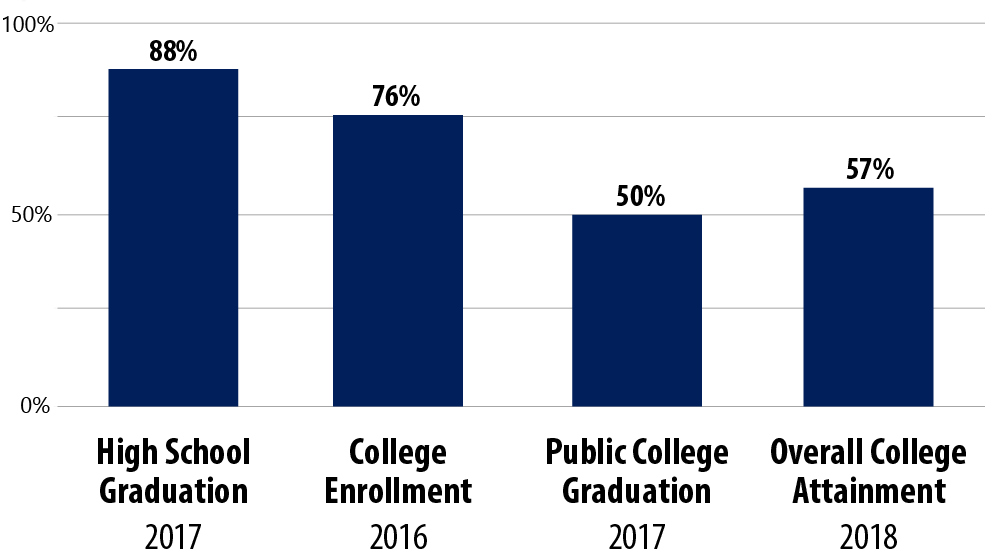 100%
88%
76%
57%
50%
50%
0%
High School
Graduation
2017
College
Enrollment
2016
Public College
Graduation
2017
Overall College
Attainment
2018